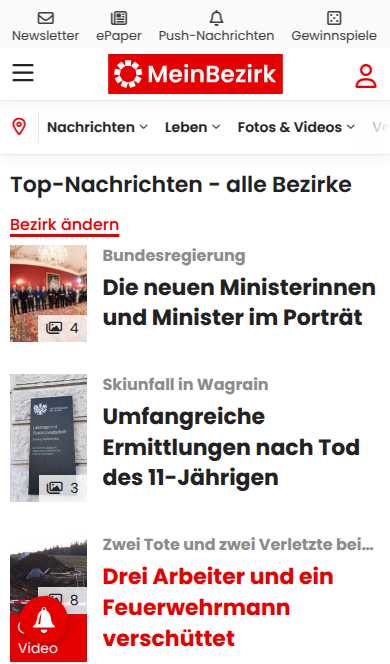 Newsletter ePaper Push-Nachrichten Gewinnspiele
MeinBezirk
Nachrichten Leben Fotos & Videos
Top-Nachrichten - alle Bezirke
Bezirk ändern
Bundesregierung
Die neuen Ministerinnen
und Minister im Porträt
4
Skiunfall in Wagrain
Umfangreiche
Ermittlungen nach Tod
des 11-Jährigen
3
Zwei Tote und zwei Verletzte bei...
Drei Arbeiter und ein
Feuerwehrmann
verschüttet
8
Video